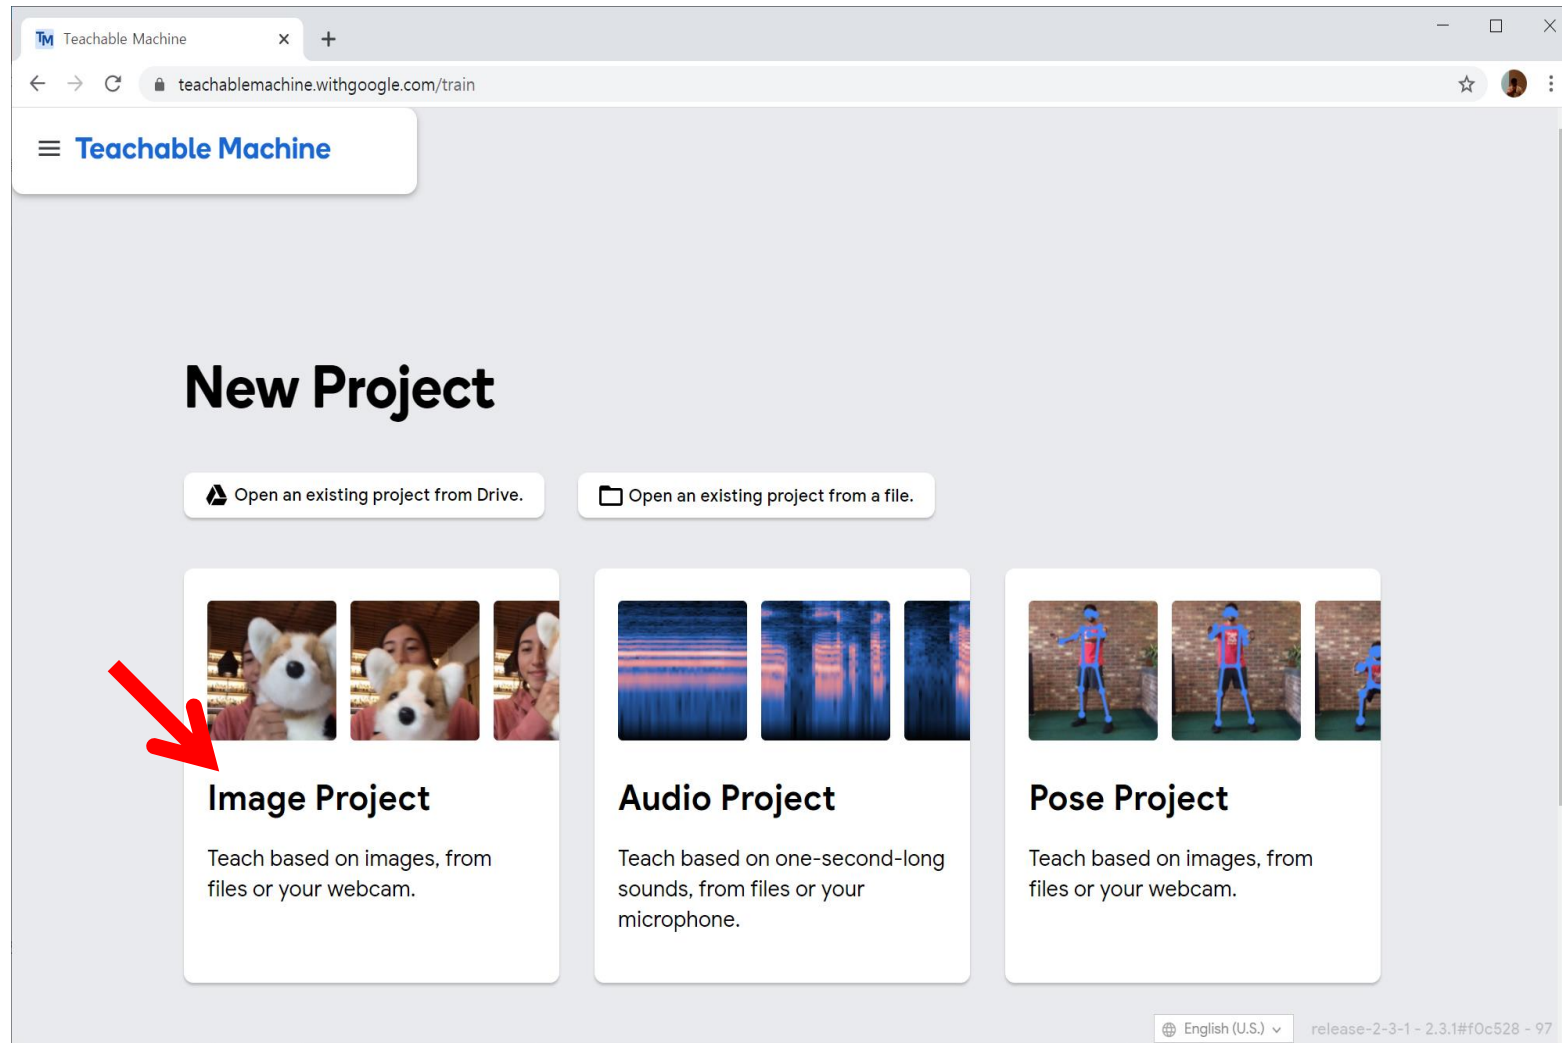 TM Teachable Machine
teachablemachine.withgoogle.com/train
Teachable Machine
New Project
Open an existing project from Drive.
Open an existing project from a file.
Image Project
Teach based on images, from
files or your webcam.
Audio Project
Teach based on one-second-long
sounds, from files or your
microphone.
Pose Project
Teach based on images, from
files or your webcam.
English (U.S.)
release-2-3-1 - 2.3.1#f0c528 - 97